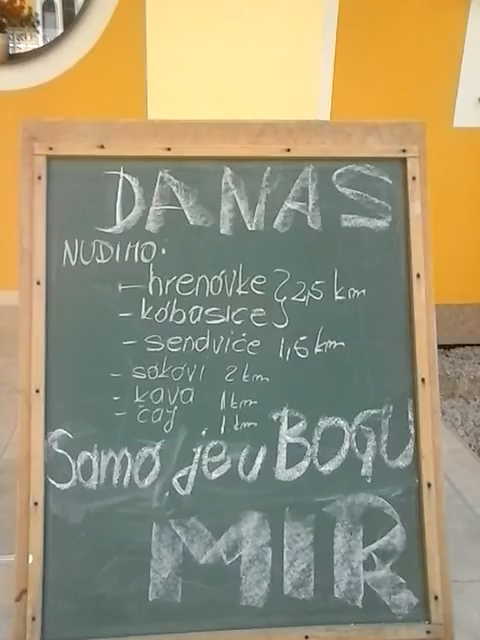 DANAS
NUDIMO:
- hrenovke } 2,5 km
- kobasice
- sendviče 1,5 km
- sokovi 2 km
- kava 1 km
- čaj 1 km
Samo je u BOGU
MIR